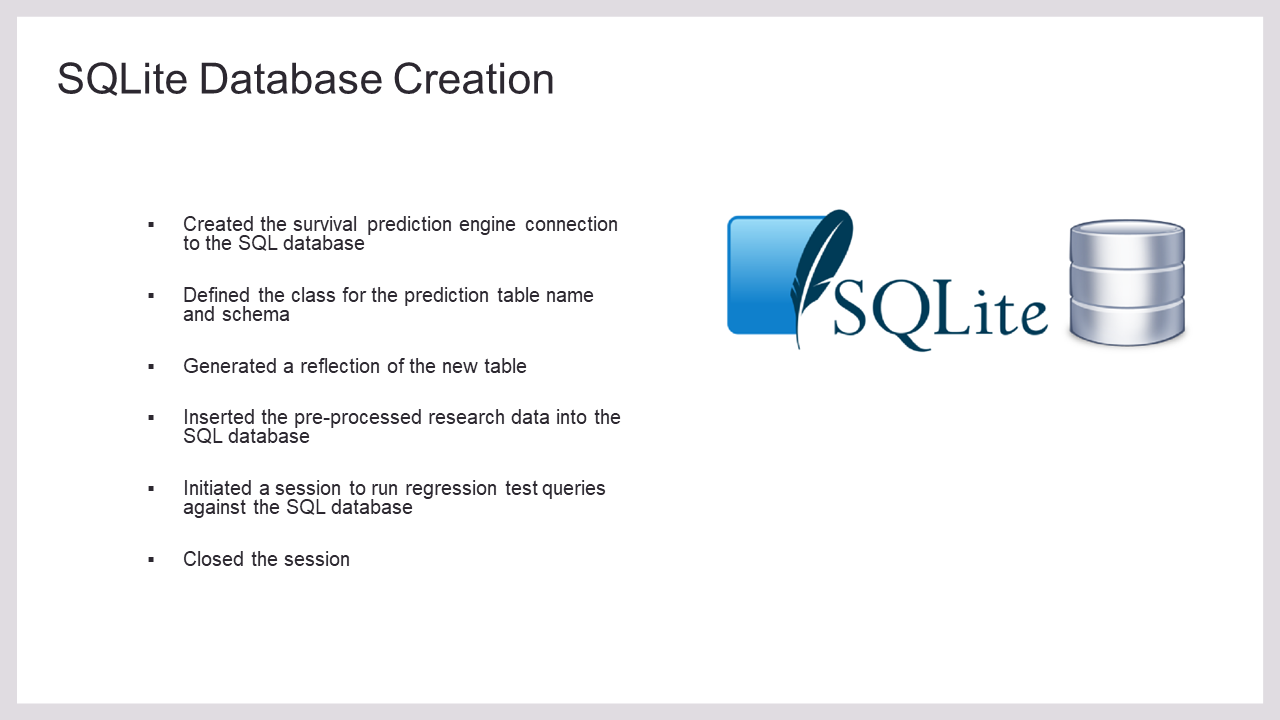 SQLite Database Creation
▪ Created the survival prediction engine connection
to the SQL database
▪ Defined the class for the prediction table name
and schema
▪ Generated a reflection of the new table
▪ Inserted the pre-processed research data into the
SQL database
▪ Initiated a session to run regression test queries
against the SQL database
▪ Closed the session
SQLite